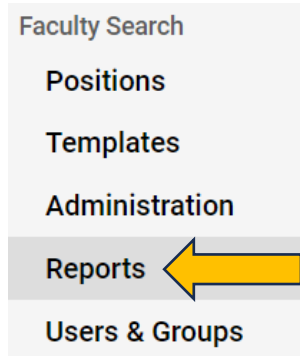 Faculty Search
Positions
Templates
Administration
Reports
Users & Groups